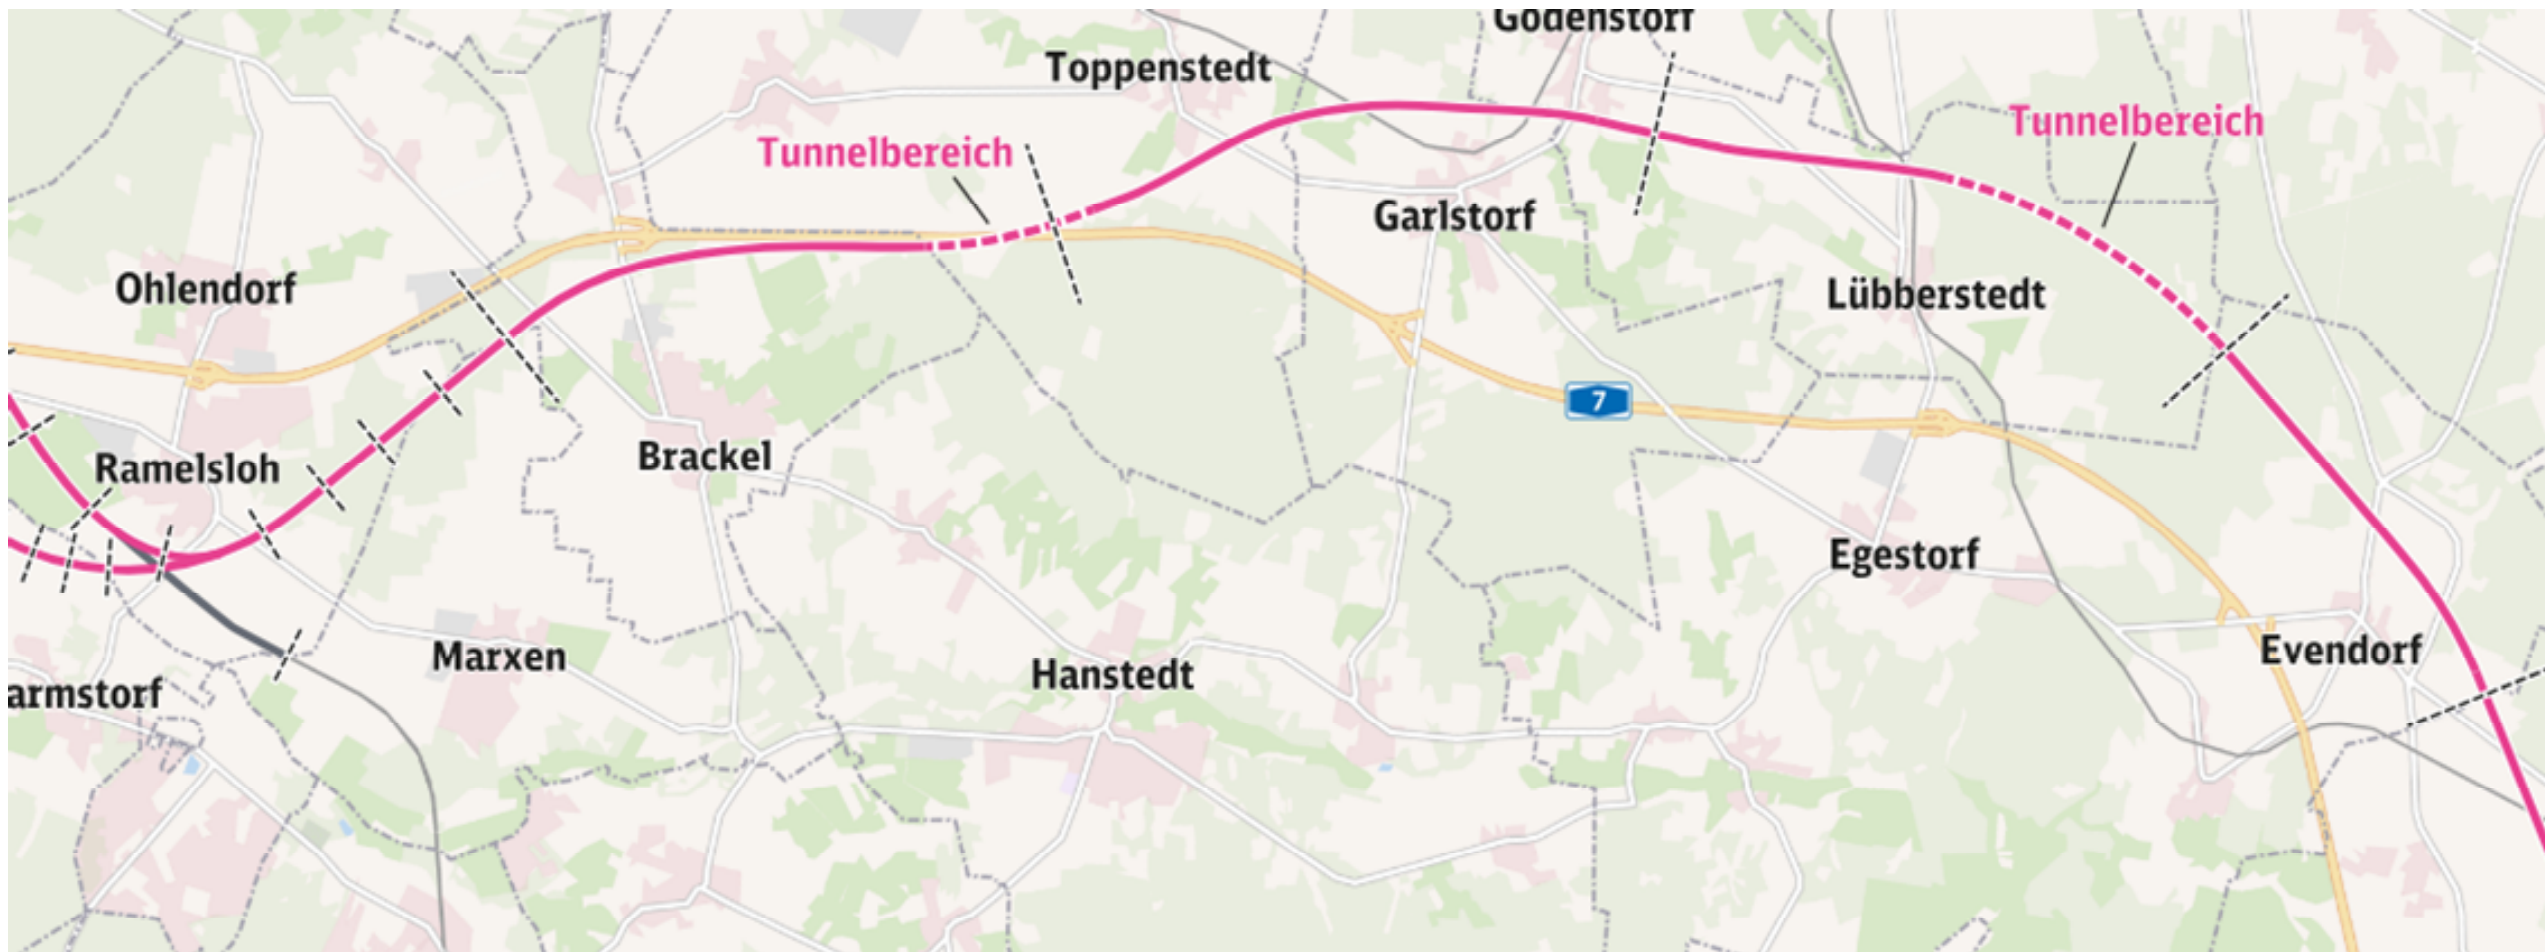 Godenstorf
Toppenstedt
Tunnelbereich
Tunnelbereich
Garlstorf
Ohlendorf
Lübberstedt
7
Brackel
Ramelsloh
Egestorf
Marxen
Evendorf
Hanstedt
armstorf